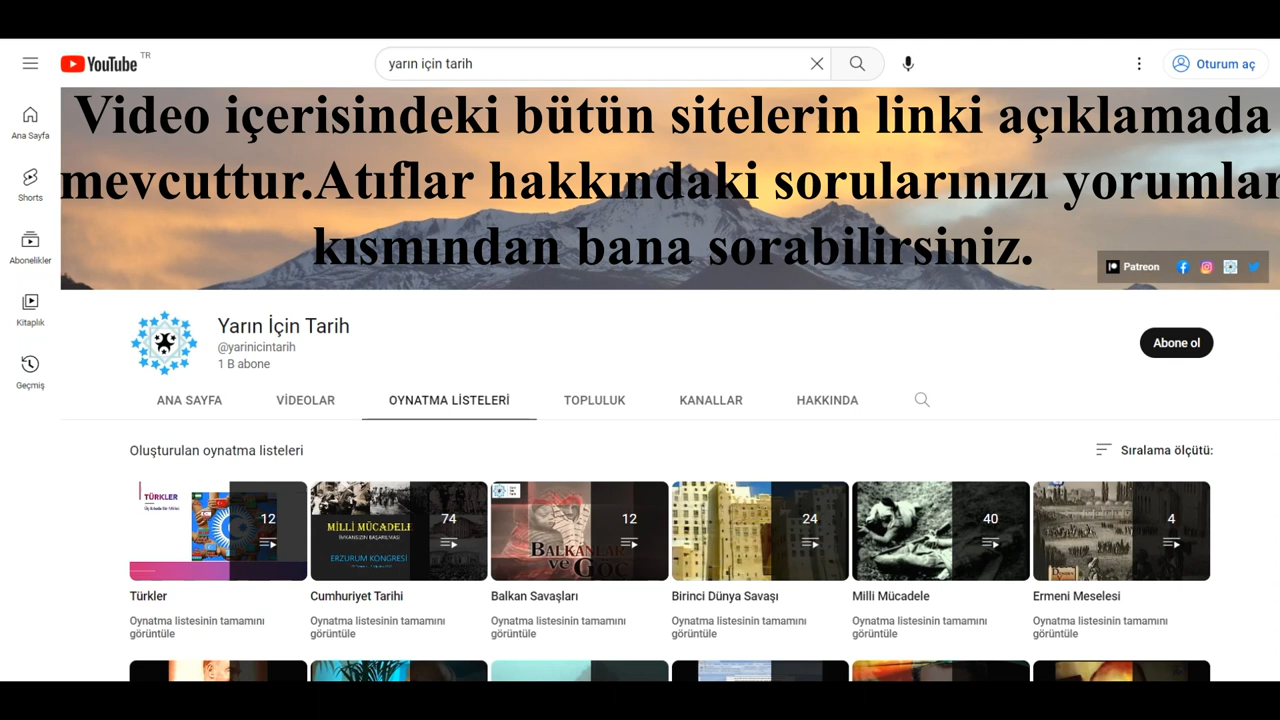 YouTube TR
yarın için tarih
Oturum aç
Ana Sayfa
Shorts
Abonelikler
Kitaplık
Geçmiş
Video içerisindeki bütün sitelerin linki açıklamada
mevcuttur.Atıflar hakkındaki sorularınızı yorumlar
kısmından bana sorabilirsiniz.
Patreon
Yarın İçin Tarih
@yarinicintarih
1 B abone
Abone ol
ANA SAYFA
VİDEOLAR
OYNATMA LİSTELERİ
TOPLULUK
KANALLAR
HAKKINDA
Oluşturulan oynatma listeleri
Sıralama ölçütü:
TÜRKLER
12
MİLLİ MÜCADELE
İMKANSIZIN BAŞARILMASI
ERZURUM KONGRESİ
74
BALKANLAR
ve GÖÇ
12
24
40
4
Türkler
Cumhuriyet Tarihi
Balkan Savaşları
Birinci Dünya Savaşı
Milli Mücadele
Ermeni Meselesi
Oynatma listesinin tamamını
görüntüle
Oynatma listesinin tamamını
görüntüle
Oynatma listesinin tamamını
görüntüle
Oynatma listesinin tamamını
görüntüle
Oynatma listesinin tamamını
görüntüle
Oynatma listesinin tamamını
görüntüle